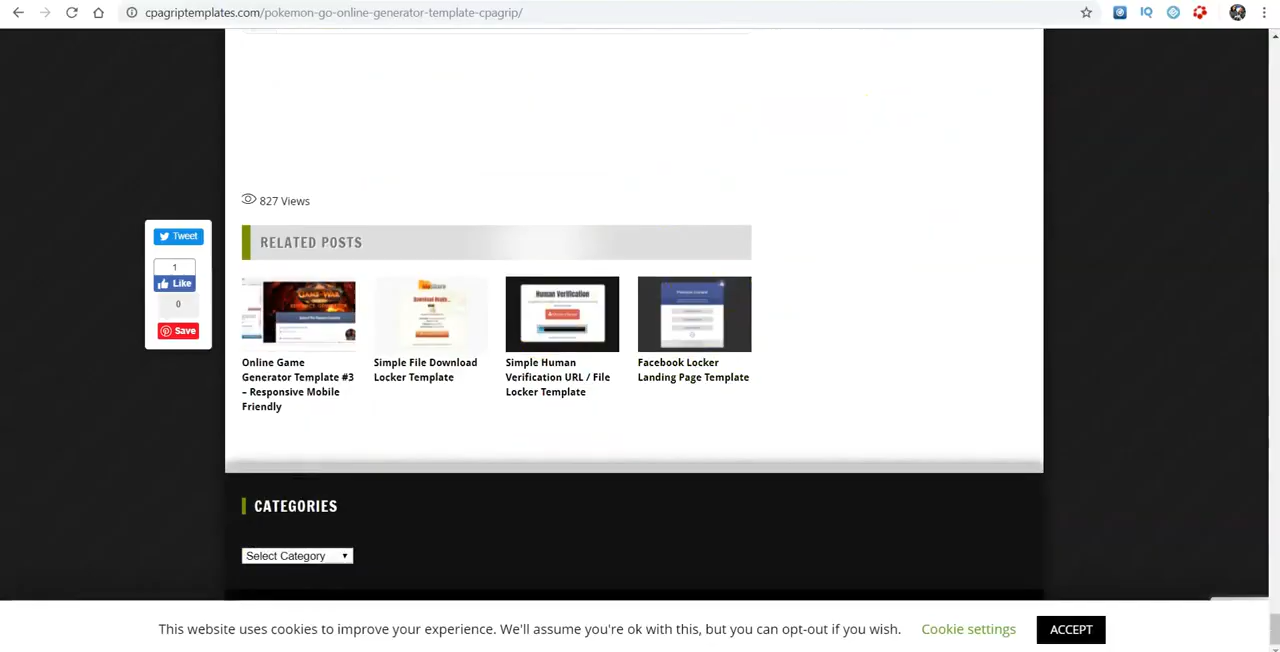 cpagriptemplates.com/pokemon-go-online-generator-template-cpagrip/
IQ
827 Views
Tweet
1
Like
0
Save
RELATED POSTS
Human Verification
Online Game
Generator Template #3
– Responsive Mobile
Friendly
Simple File Download
Locker Template
Simple Human
Verification URL / File
Locker Template
Facebook Locker
Landing Page Template
CATEGORIES
Select Category
This website uses cookies to improve your experience. We'll assume you're ok with this, but you can opt-out if you wish.
Cookie settings
ACCEPT